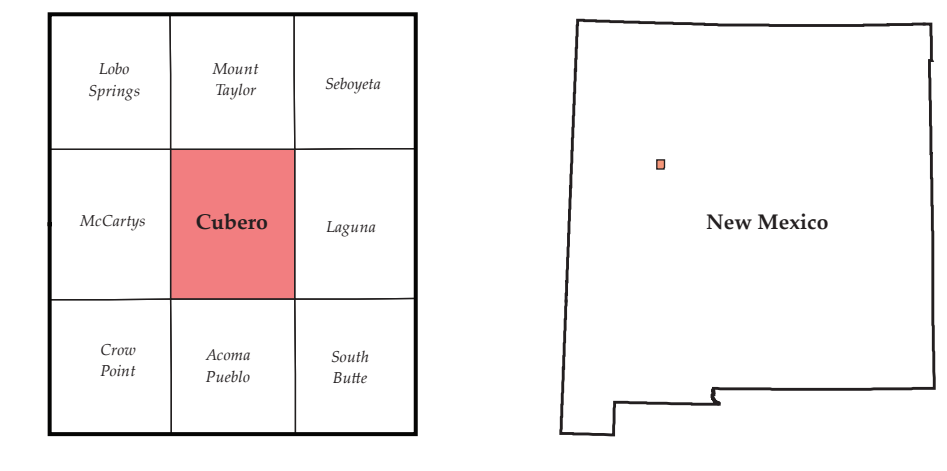 Lobo
Springs
Mount
Taylor
Seboyeta
McCartys
Cubero
Laguna
Crow
Point
Acoma
Pueblo
South
Butte
New Mexico